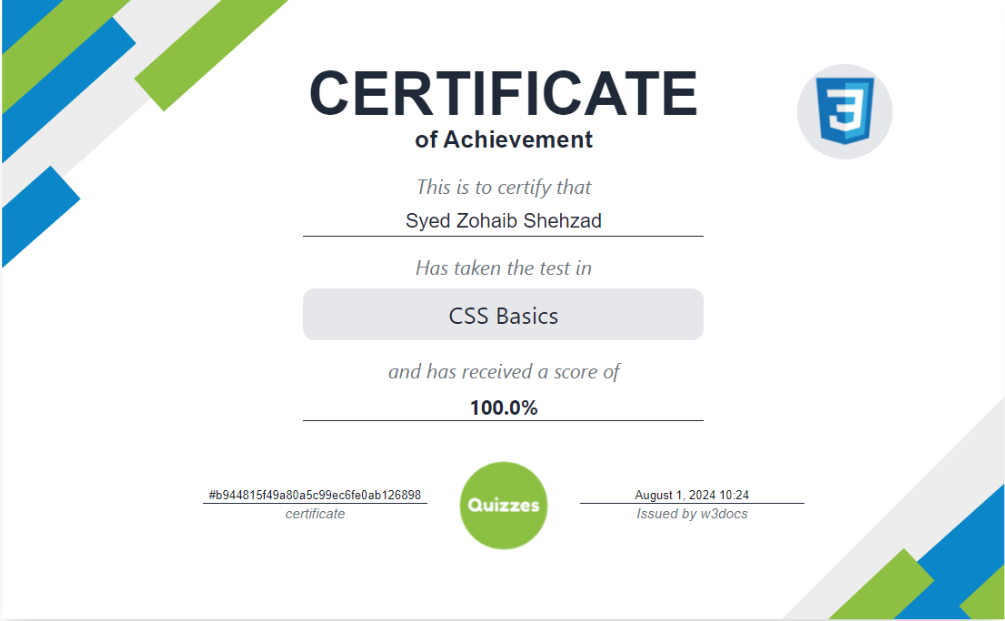 CERTIFICATE
of Achievement
This is to certify that
Syed Zohaib Shehzad
Has taken the test in
CSS Basics
and has received a score of
100.0%
#b944815f49a80a5c99ec6fe0ab126898
certificate
Quizzes
August 1, 2024 10:24
Issued by w3docs